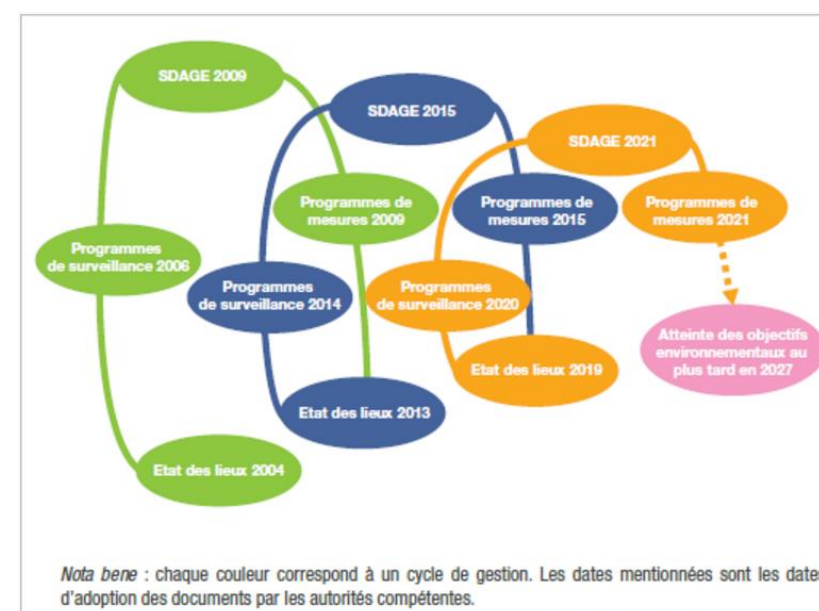 SDAGE 2009
SDAGE 2015
SDAGE 2021
Programmes de
mesures 2009
Programmes de
mesures 2015
Programmes de
mesures 2021
Programmes
de surveillance 2006
Programmes
de surveillance 2014
Programmes
de surveillance 2020
Atteinte des objectifs
environnementaux au
plus tard en 2027
Etat des lieux 2019
Etat des lieux 2013
Etat des lieux 2004
Nota bene : chaque couleur correspond à un cycle de gestion. Les dates mentionnées sont les dates
d'adoption des documents par les autorités compétentes.